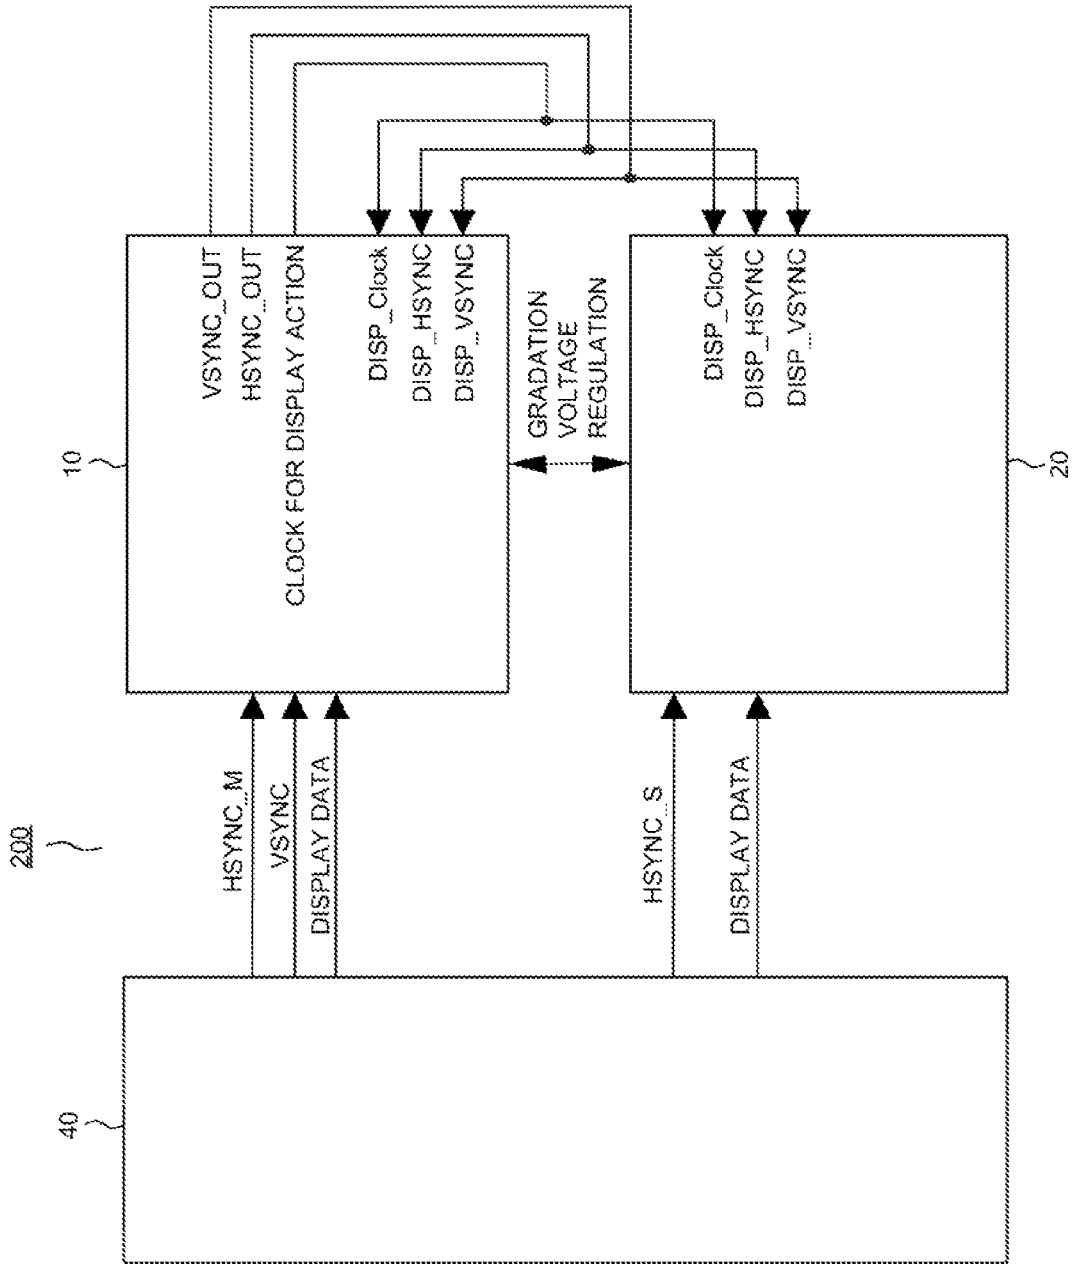 200
40
10
20
HSYNC_M
VSYNC
DISPLAY DATA
HSYNC_S
DISPLAY DATA
VSYNC_OUT
HSYNC_OUT
CLOCK FOR DISPLAY ACTION
DISP_Clock
DISP_HSYNC
DISP_VSYNC
GRADATION
VOLTAGE
REGULATION
DISP_Clock
DISP_HSYNC
DISP_VSYNC